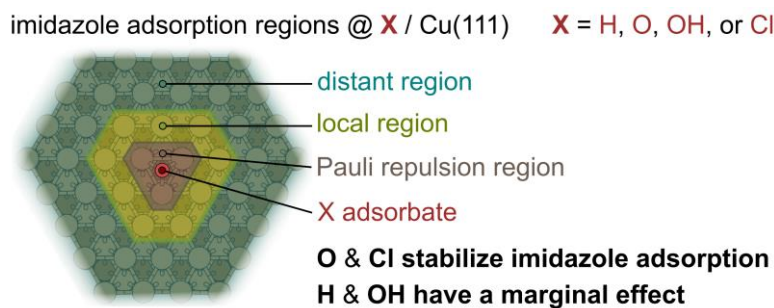 imidazole adsorption regions @ X / Cu(111) X = H, O, OH, or Cl
distant region
local region
Pauli repulsion region
X adsorbate
O & Cl stabilize imidazole adsorption
H & OH have a marginal effect